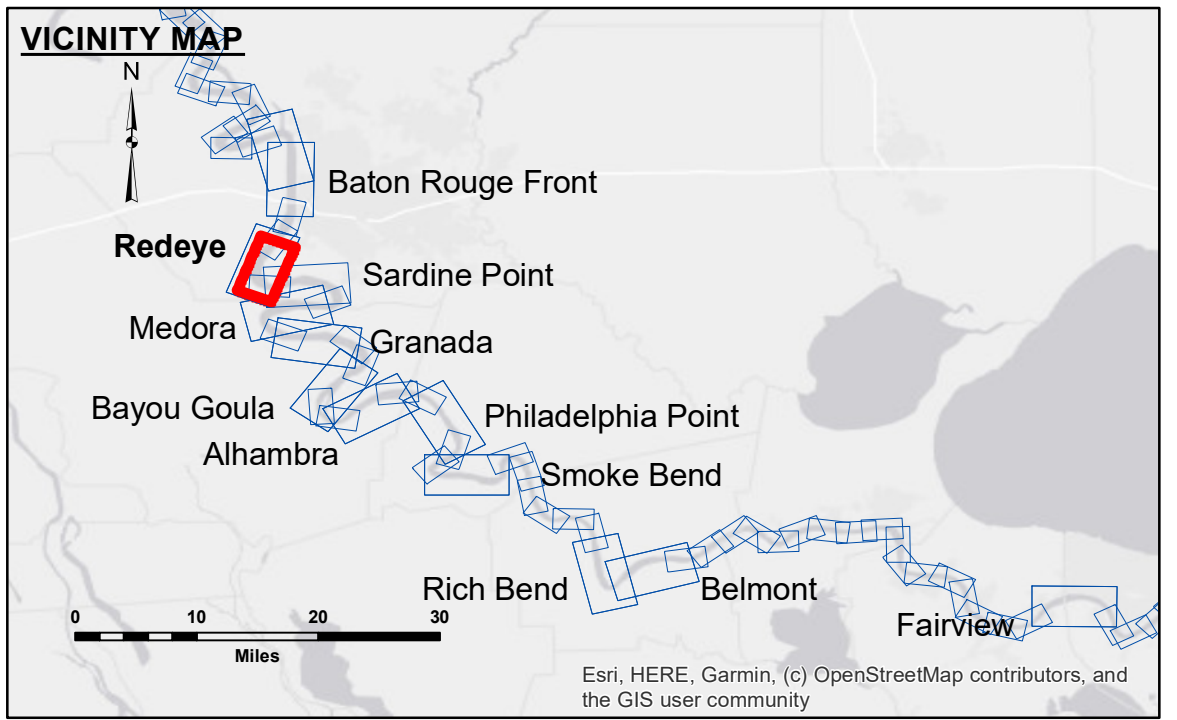 VICINITY MAP
N
Baton Rouge Front
Redeye
Sardine Point
Medora
Granada
Bayou Goula
Philadelphia Point
Alhambra
Smoke Bend
Rich Bend
Belmont
Fairview
0 10 20 30
Miles
Esri, HERE, Garmin, (c) OpenStreetMap contributors, and
the GIS user community